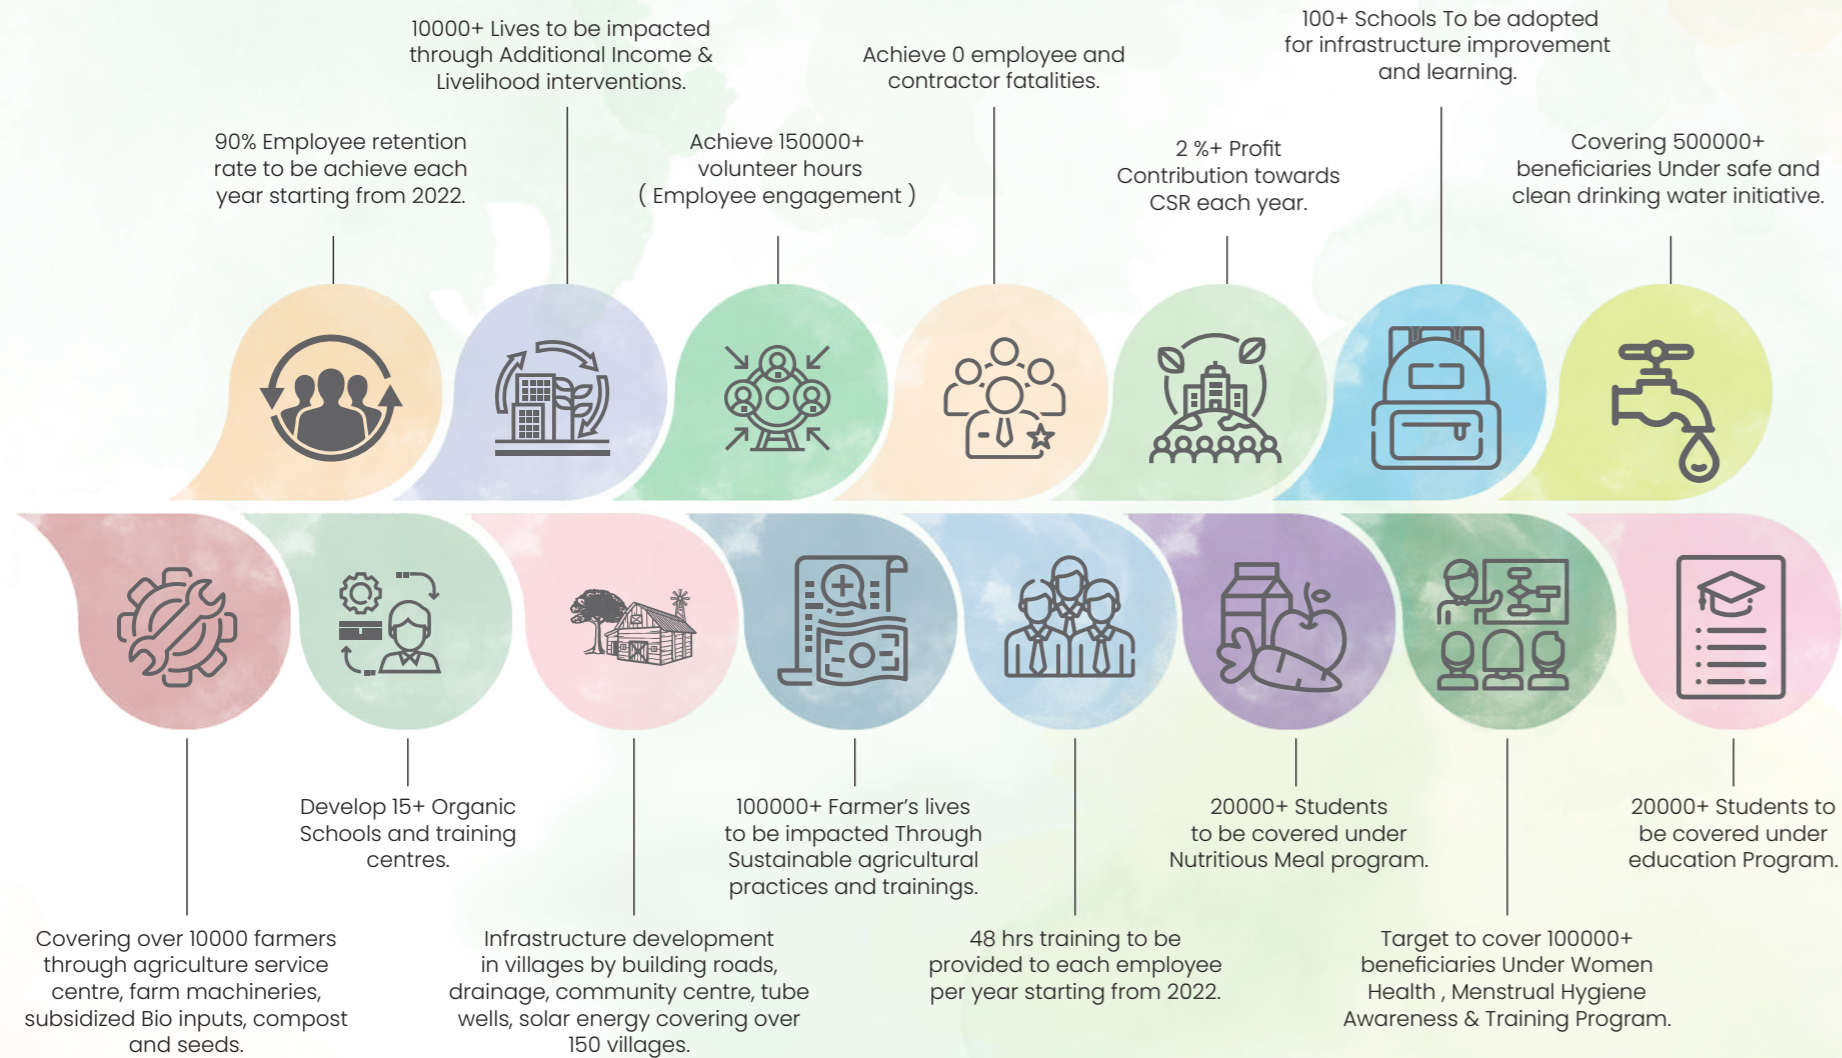 90% Employee retention
rate to be achieve each
year starting from 2022.
10000+ Lives to be impacted
through Additional Income &
Livelihood interventions.
Achieve 150000+
volunteer hours
( Employee engagement )
Achieve 0 employee and
contractor fatalities.
2 %+ Profit
Contribution towards
CSR each year.
100+ Schools To be adopted
for infrastructure improvement
and learning.
Covering 500000+
beneficiaries Under safe and
clean drinking water initiative.
Covering over 10000 farmers
through agriculture service
centre, farm machineries,
subsidized Bio inputs, compost
and seeds.
Develop 15+ Organic
Schools and training
centres.
Infrastructure development
in villages by building roads,
drainage, community centre, tube
wells, solar energy covering over
150 villages.
100000+ Farmer's lives
to be impacted Through
Sustainable agricultural
practices and trainings.
48 hrs training to be
provided to each employee
per year starting from 2022.
20000+ Students
to be covered under
Nutritious Meal program.
Target to cover 100000+
beneficiaries Under Women
Health , Menstrual Hygiene
Awareness & Training Program.
20000+ Students to
be covered under
education Program.